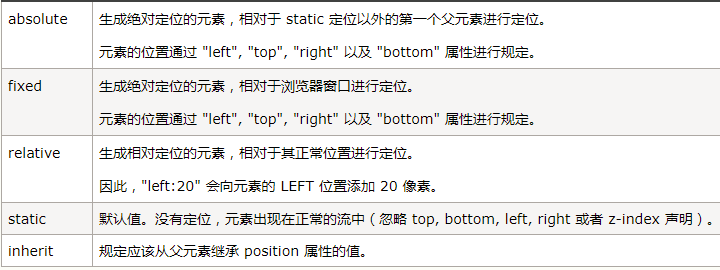 absolute
生成绝对定位的元素，相对于 static 定位以外的第一个父元素进行定位。
元素的位置通过 "left", "top", "right" 以及 "bottom" 属性进行规定。
fixed
生成绝对定位的元素，相对于浏览器窗口进行定位。
元素的位置通过 "left", "top", "right" 以及 "bottom" 属性进行规定。
relative
生成相对定位的元素，相对于其正常位置进行定位。
因此，"left:20" 会向元素的 LEFT 位置添加 20 像素。
static
默认值。没有定位，元素出现在正常的流中（忽略 top, bottom, left, right 或者 z-index 声明）。
inherit
规定应该从父元素继承 position 属性的值。